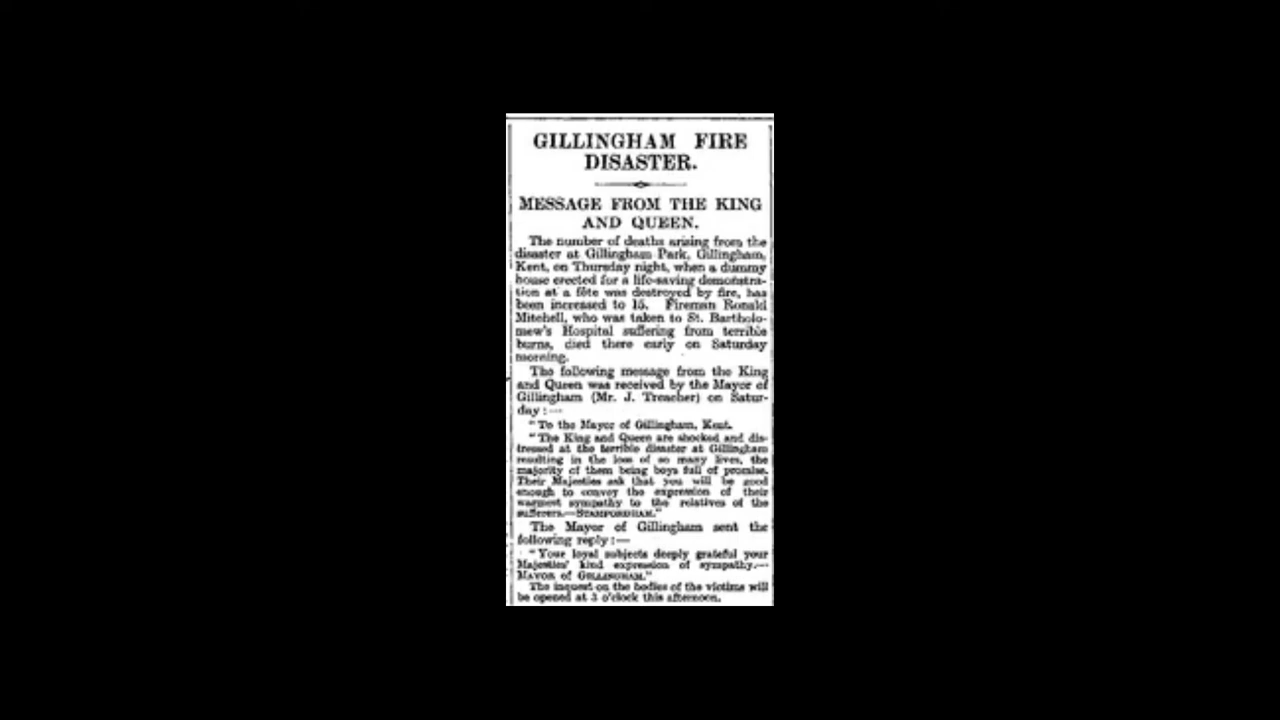 GILLINGHAM FIRE
DISASTER.
MESSAGE FROM THE KING
AND QUEEN.
The number of deaths arising from the
disaster at Gillingham Park, Gillingham,
Kent, on Thursday night, when a dummy
house erected for a life-saving demonstra-
tion at a fête was destroyed by fire, has
been increased to 15. Fireman Ronald
Mitchell, who was taken to St. Bartholo-
mew's Hospital suffering from terrible
burns, died there early on Saturday
morning.
The following message from the King
and Queen was received by the Mayor of
Gillingham (Mr. J. Treacher) on Satur-
day :—
"To the Mayor of Gillingham, Kent.
"The King and Queen are shocked and dis-
tressed at the terrible disaster at Gillingham
resulting in the loss of so many lives, the
majority of them being boys full of promise.
Their Majesties ask that you will be good
enough to convey the expression of their
warmest sympathy to the relatives of the
sufferers.—STAMFORDHAM."
The Mayor of Gillingham sent the
following reply :—
"Your loyal subjects deeply grateful your
Majesties' kind expression of sympathy.—
MAYOR of GILLINGHAM."
The inquest on the bodies of the victims will
be opened at 3 o'clock this afternoon.